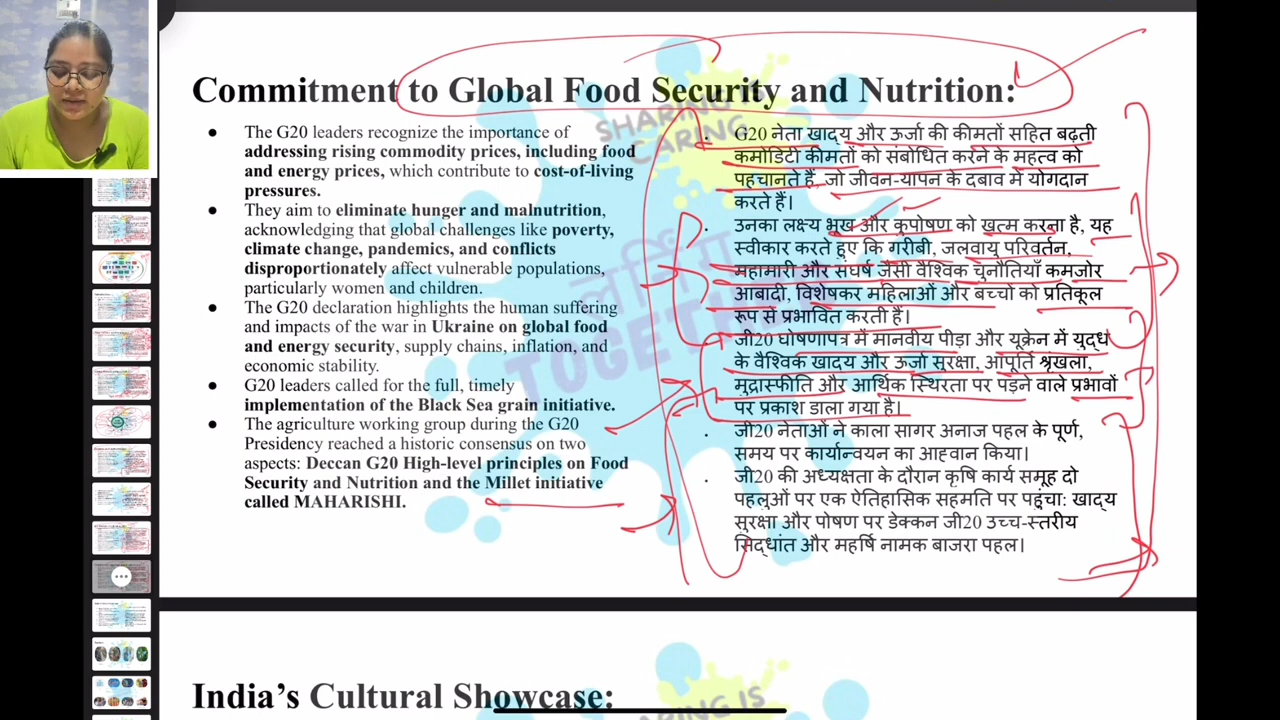 Commitment to Global Food Security and Nutrition:
The G20 leaders recognize the importance of
addressing rising commodity prices, including food
and energy prices, which contribute to cost-of-living
pressures.
They aim to eliminate hunger and malnutrition,
acknowledging that global challenges like poverty,
climate change, pandemics, and conflicts
disproportionately affect vulnerable populations,
particularly women and children.
The G20 declaration highlights the human suffering
and impacts of the war in Ukraine on global food
and energy security, supply chains, inflation, and
economic stability.
G20 leaders called for the full, timely
implementation of the Black Sea grain initiative.
The agriculture working group during the G20
Presidency reached a historic consensus on two
aspects: Deccan G20 High-level principles on Food
Security and Nutrition and the Millet initiative
called MAHARISHI.
G20 नेता खाद्य और ऊर्जा की कीमतों सहित बढ़ती
कमोडिटी कीमतों को संबोधित करने के महत्व को
पहचानते हैं, जो जीवन-यापन के दबाव में योगदान
करते हैं।
उनका लक्ष्य भूख और कुपोषण को खत्म करना है, यह
स्वीकार करते हुए कि गरीबी, जलवायु परिवर्तन,
महामारी और संघर्ष जैसी वैश्विक चुनौतियाँ कमजोर
आबादी, विशेषकर महिलाओं और बच्चों को प्रतिकूल
रूप से प्रभावित करती हैं।
जी20 घोषणापत्र में मानवीय पीड़ा और यूक्रेन में युद्ध
के वैश्विक खाद्य और ऊर्जा सुरक्षा, आपूर्ति श्रृंखला,
मुद्रास्फीति और आर्थिक स्थिरता पर पड़ने वाले प्रभावों
पर प्रकाश डाला गया है।
जी20 नेताओं ने काला सागर अनाज पहल के पूर्ण,
समय पर कार्यान्वयन का आह्वान किया।
जी20 की अध्यक्षता के दौरान कृषि कार्य समूह दो
पहलुओं पर एक ऐतिहासिक सहमति पर पहुंचा: खाद्य
सुरक्षा और पोषण पर डेक्कन जी20 उच्च-स्तरीय
सिद्धांत और महर्षि नामक बाजरा पहल।
SHARING IS
CARING
India's Cultural Showcase:
SHARING IS